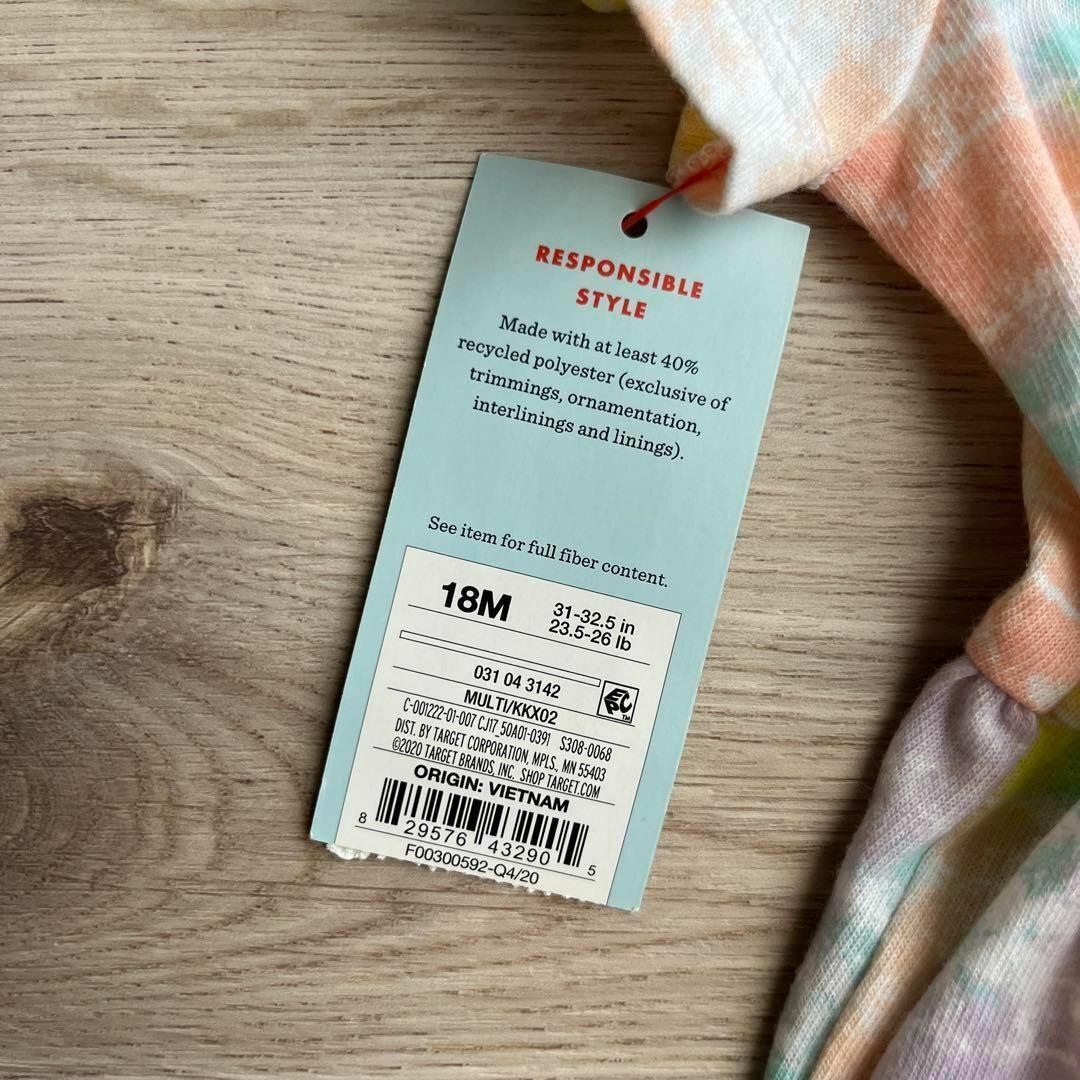 RESPONSIBLE
STYLE
Made with at least 40%
recycled polyester (exclusive of
trimmings, ornamentation,
interlinings and linings).
See item for full fiber content.
18M
31-32.5 in
23.5-26 lb
031 04 3142
MULTI/KKX02
EPC™
C-001222-01-007 CJ17_50A01-0391 S308-0068
DIST. BY TARGET CORPORATION, MPLS, MN 55403
©2020 TARGET BRANDS, INC. SHOP TARGET.COM
ORIGIN: VIETNAM
8 29576 43290 5
F00300592-Q4/20